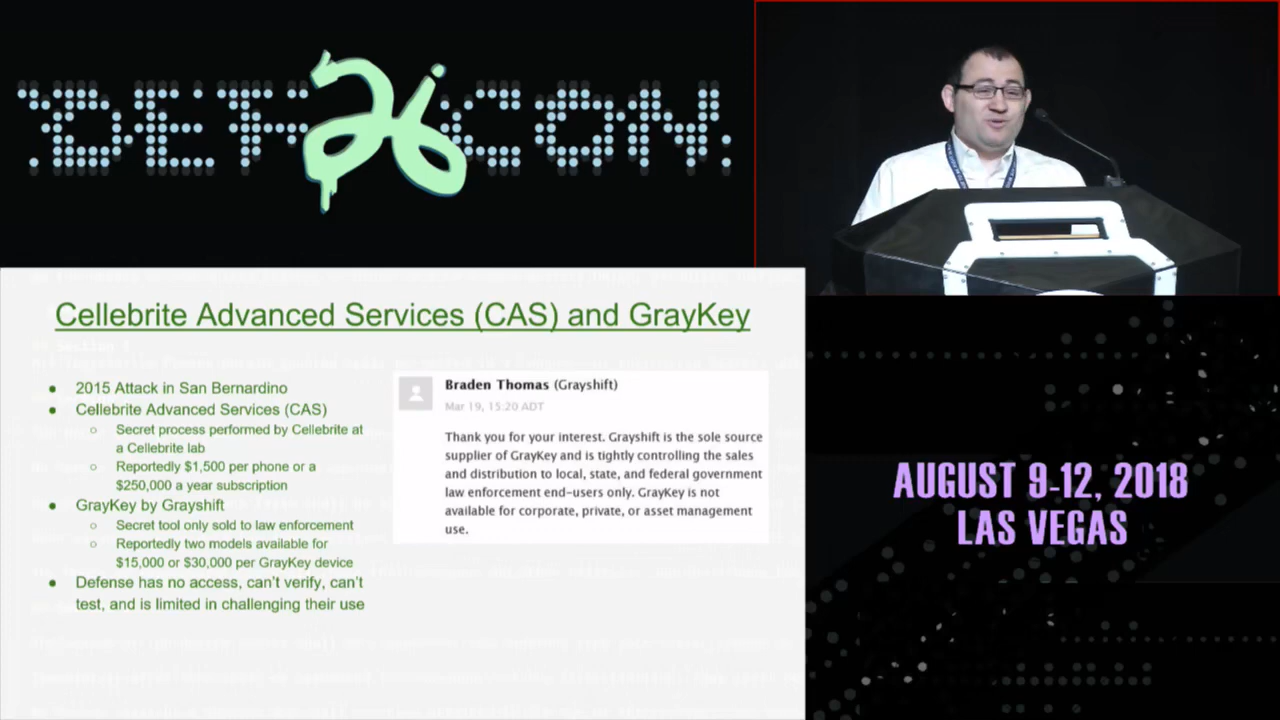 DEF CON
26
Cellebrite Advanced Services (CAS) and GrayKey
● 2015 Attack in San Bernardino
● Cellebrite Advanced Services (CAS)
○ Secret process performed by Cellebrite at
a Cellebrite lab
○ Reportedly $1,500 per phone or a
$250,000 a year subscription
● GrayKey by Grayshift
○ Secret tool only sold to law enforcement
○ Reportedly two models available for
$15,000 or $30,000 per GrayKey device
● Defense has no access, can't verify, can't
test, and is limited in challenging their use
Braden Thomas (Grayshift)
Mar 19, 15:20 ADT
Thank you for your interest. Grayshift is the sole source
supplier of GrayKey and is tightly controlling the sales
and distribution to local, state, and federal government
law enforcement end-users only. GrayKey is not
available for corporate, private, or asset management
use.
AUGUST 9-12, 2018
LAS VEGAS